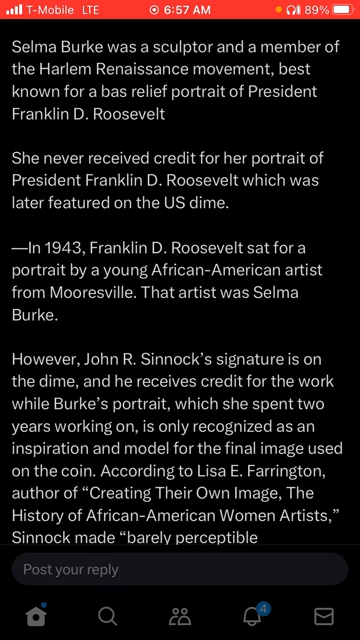 T-Mobile LTE 6:57 AM 89%
Selma Burke was a sculptor and a member of
the Harlem Renaissance movement, best
known for a bas relief portrait of President
Franklin D. Roosevelt
She never received credit for her portrait of
President Franklin D. Roosevelt which was
later featured on the US dime.
—In 1943, Franklin D. Roosevelt sat for a
portrait by a young African-American artist
from Mooresville. That artist was Selma
Burke.
However, John R. Sinnock’s signature is on
the dime, and he receives credit for the work
while Burke’s portrait, which she spent two
years working on, is only recognized as an
inspiration and model for the final image used
on the coin. According to Lisa E. Farrington,
author of “Creating Their Own Image, The
History of African-American Women Artists,”
Sinnock made “barely perceptible
Post your reply
4